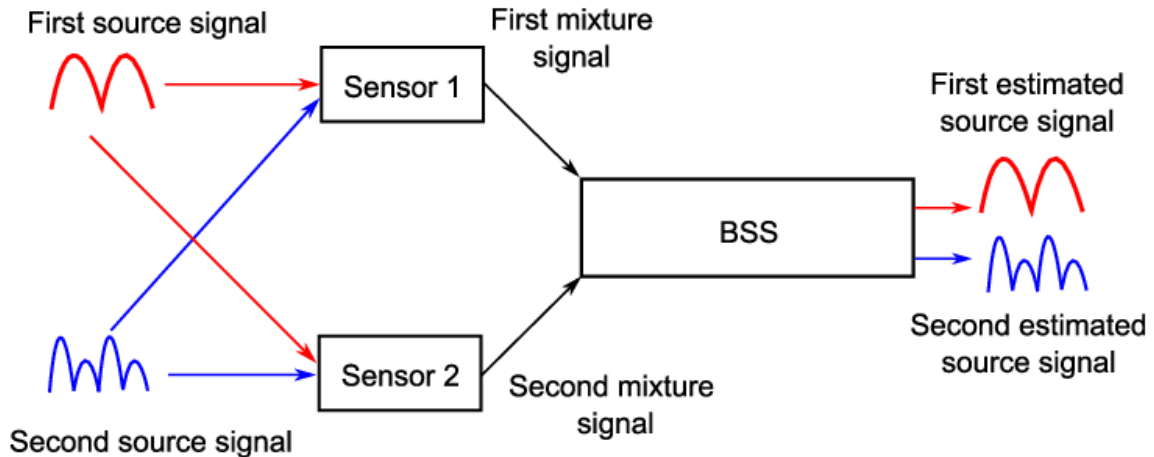 First source signal
Sensor 1
First mixture
signal
First estimated
source signal
BSS
Second source signal
Sensor 2
Second mixture
signal
Second estimated
source signal